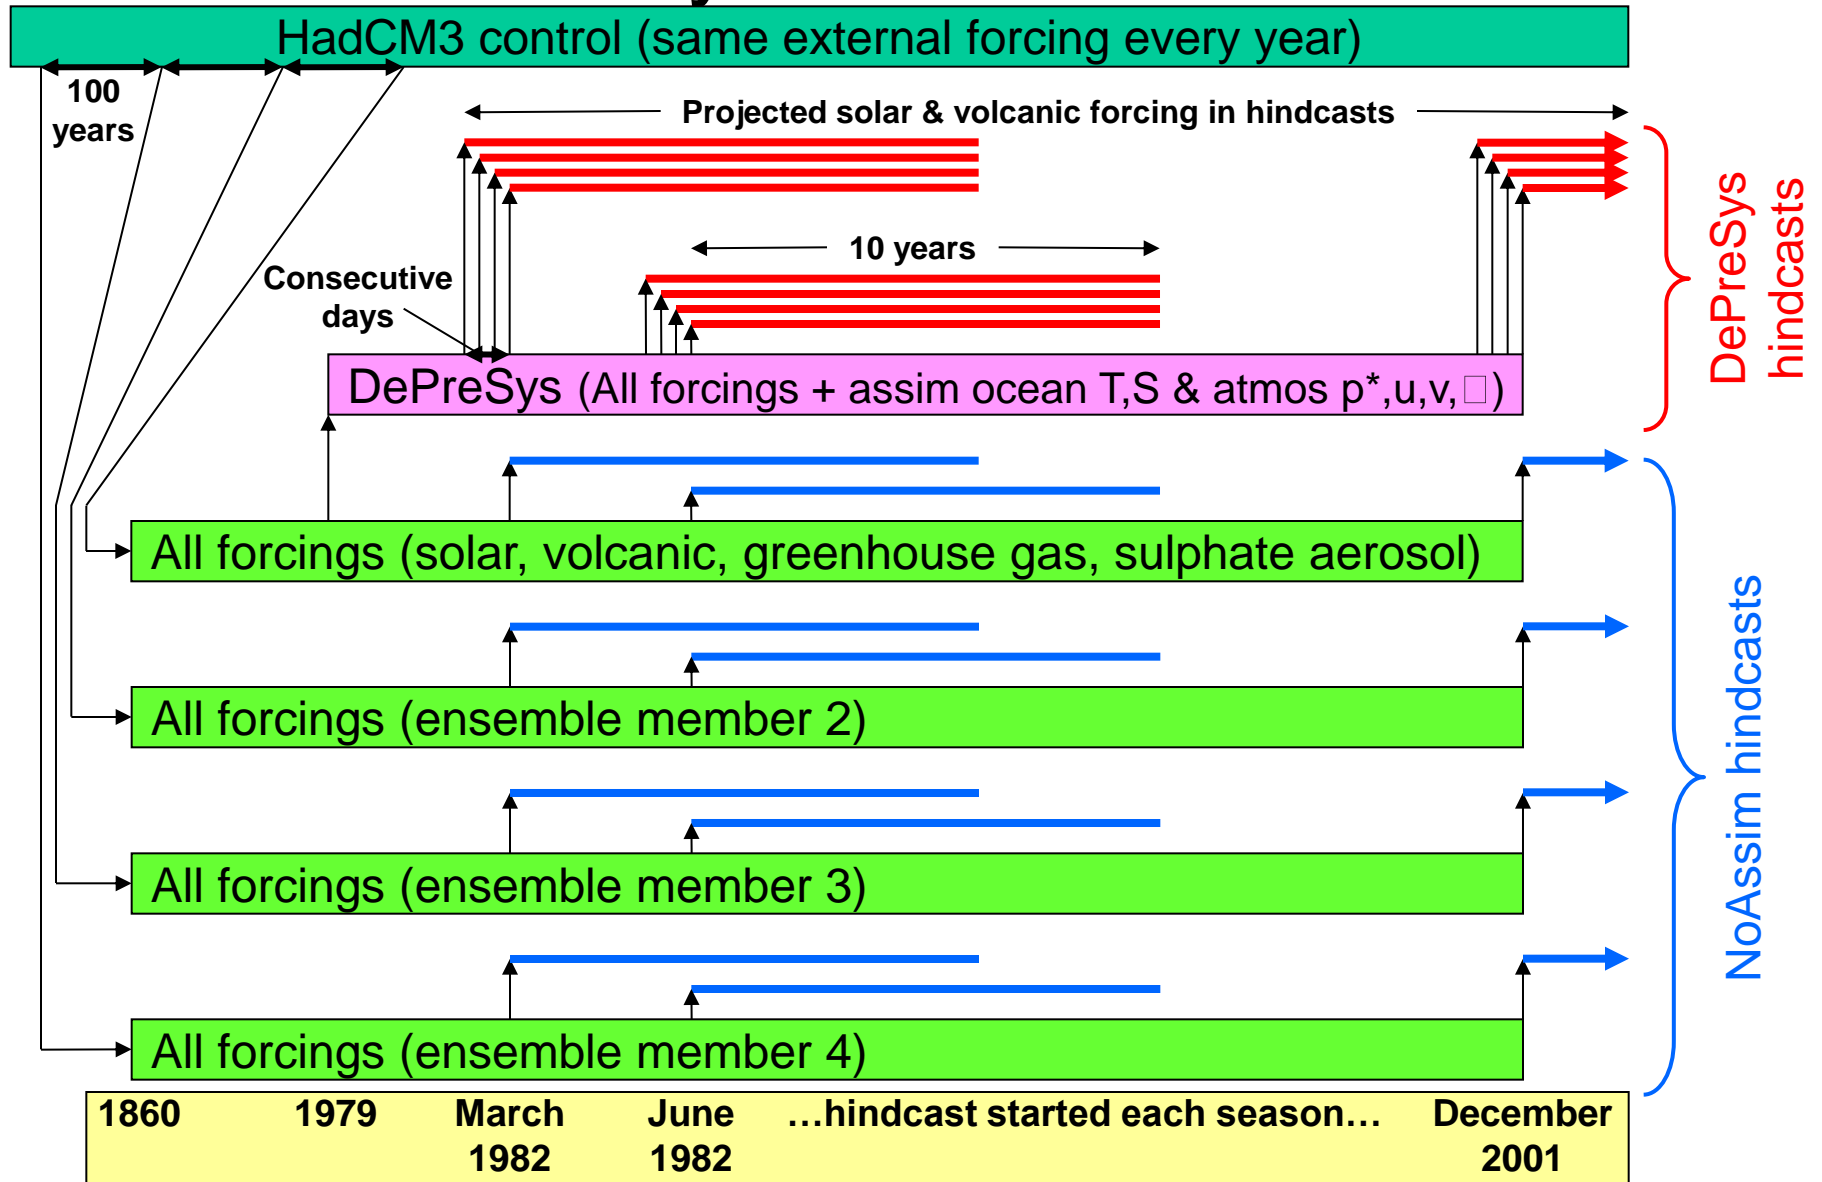 HadCM3 control (same external forcing every year)
100
years
Projected solar & volcanic forcing in hindcasts
10 years
Consecutive
days
DePreSys
hindcasts
DePreSys (All forcings + assim ocean T,S & atmos p*,u,v,□)
All forcings (solar, volcanic, greenhouse gas, sulphate aerosol)
All forcings (ensemble member 2)
NoAssim hindcasts
All forcings (ensemble member 3)
All forcings (ensemble member 4)
1860 1979 March June …hindcast started each season… December
1982 1982 2001